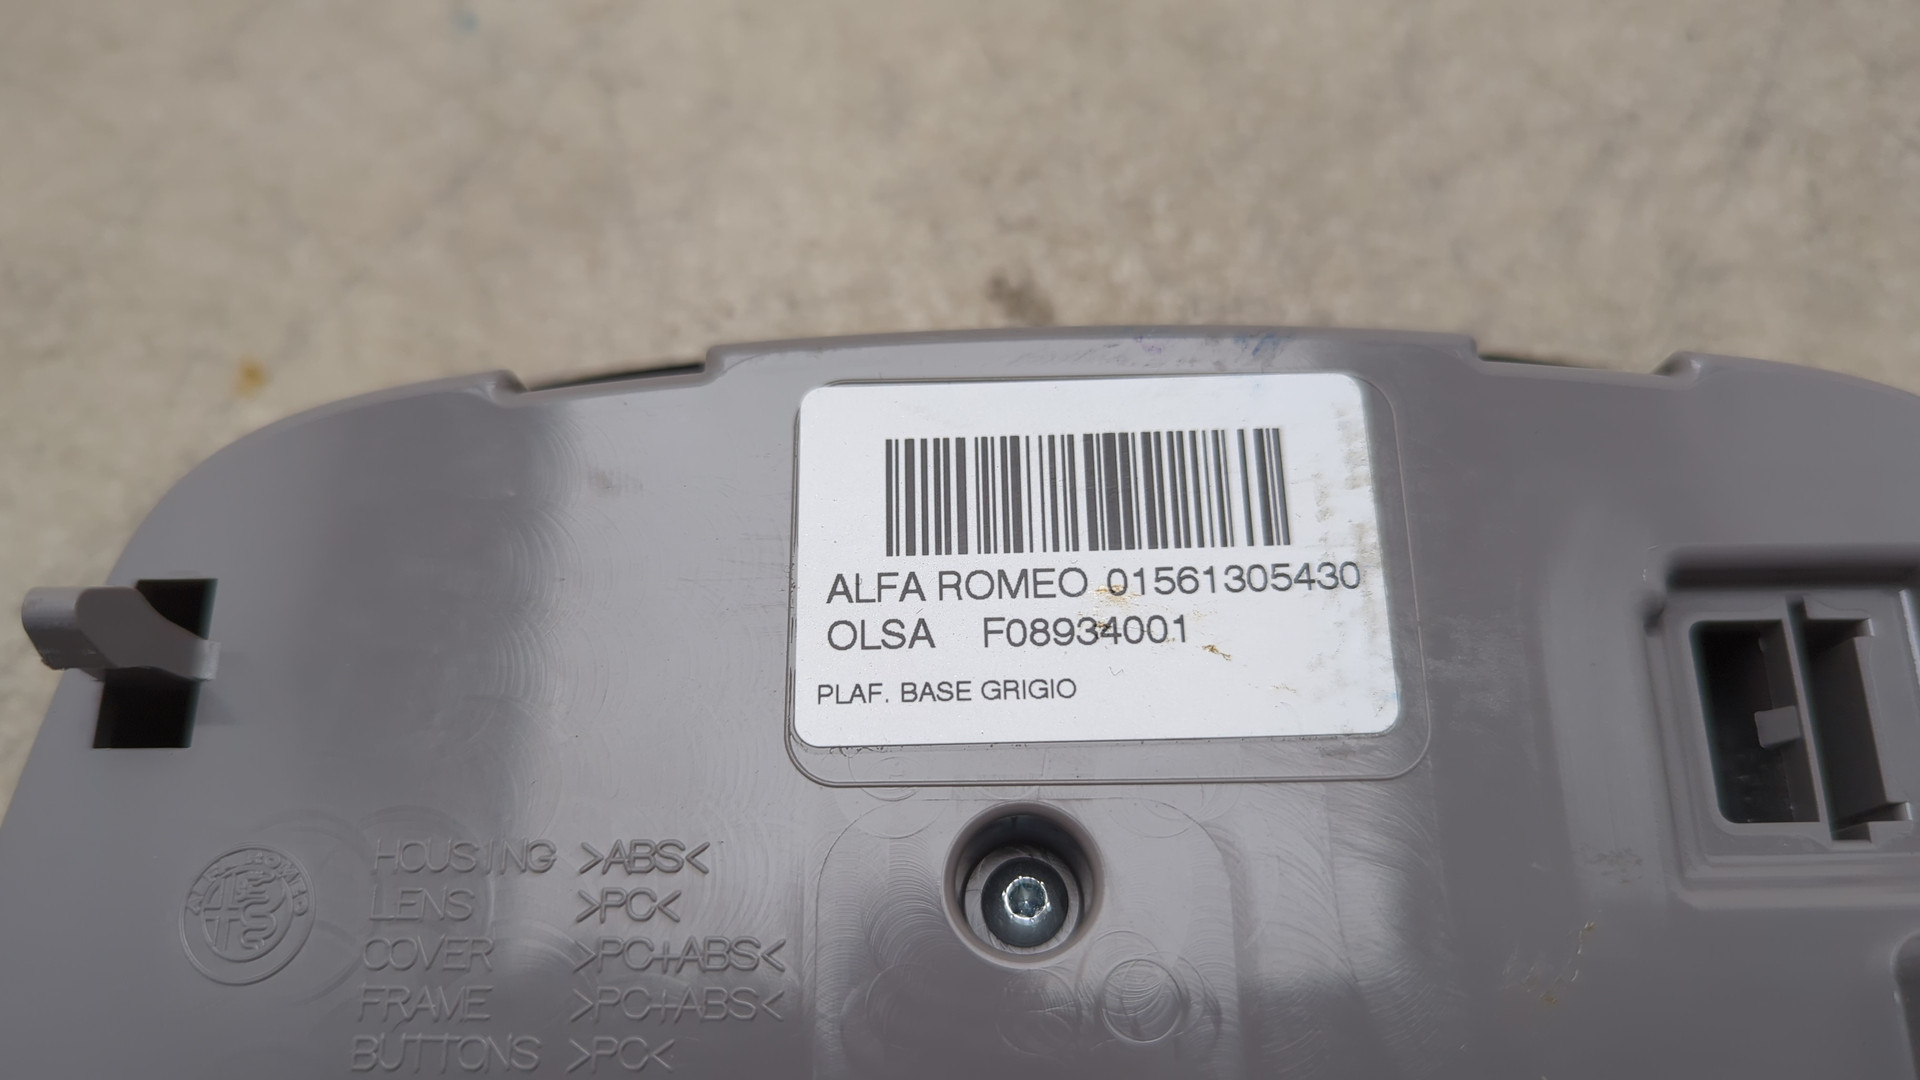 ALFA ROMEO 01561305430
OLSA F08934001
PLAF. BASE GRIGIO
HOUSING >ABS<
LENS >PC<
COVER >PC+ABS<
FRAME >PC+ABS<
BUTTONS >PC<